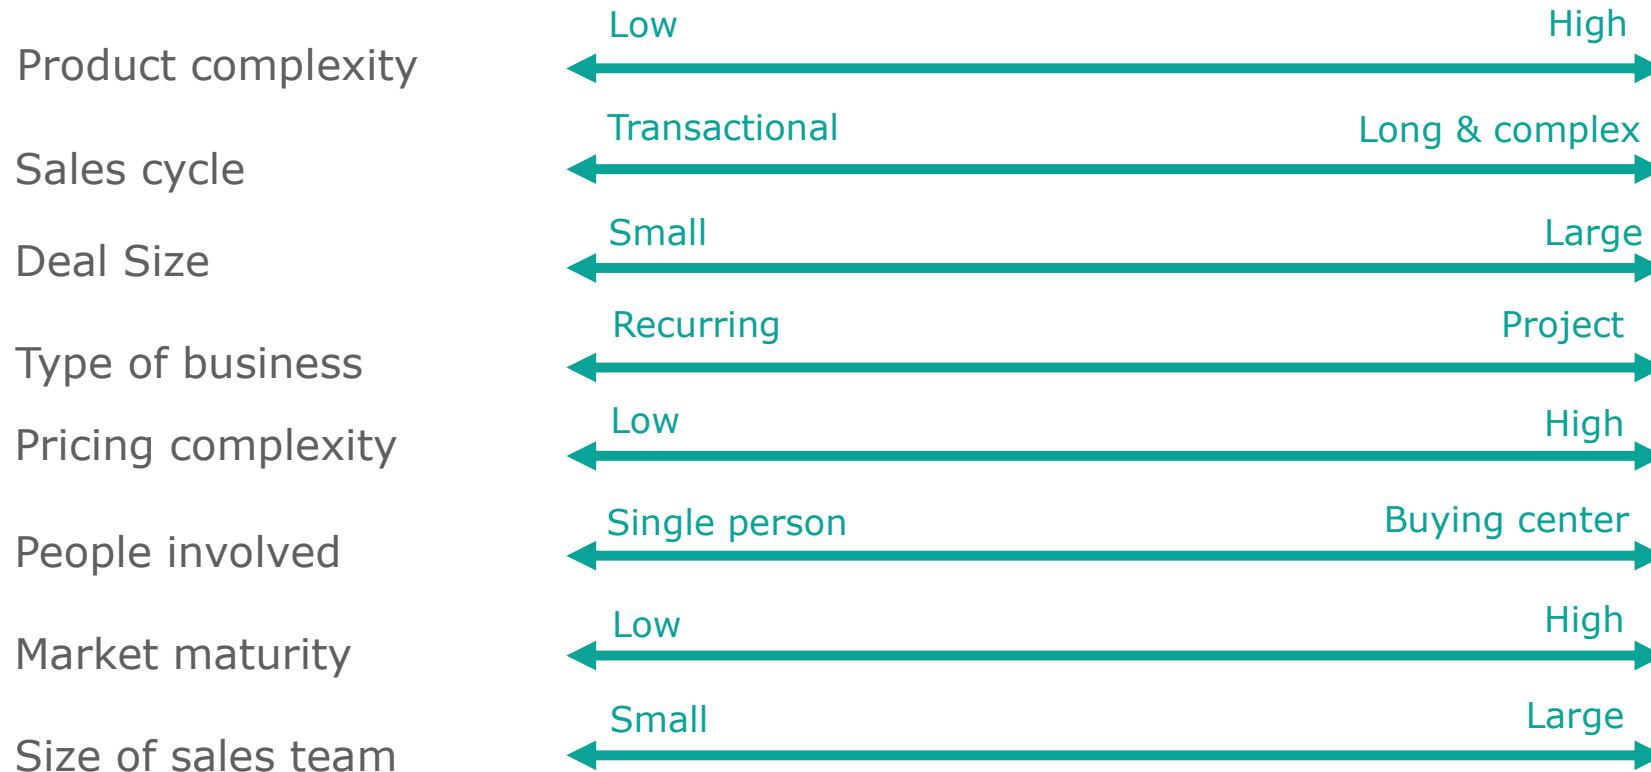 Low High
Product complexity
Transactional Long & complex
Sales cycle
Small Large
Deal Size
Recurring Project
Type of business
Low High
Pricing complexity
Single person Buying center
People involved
Low High
Market maturity
Small Large
Size of sales team